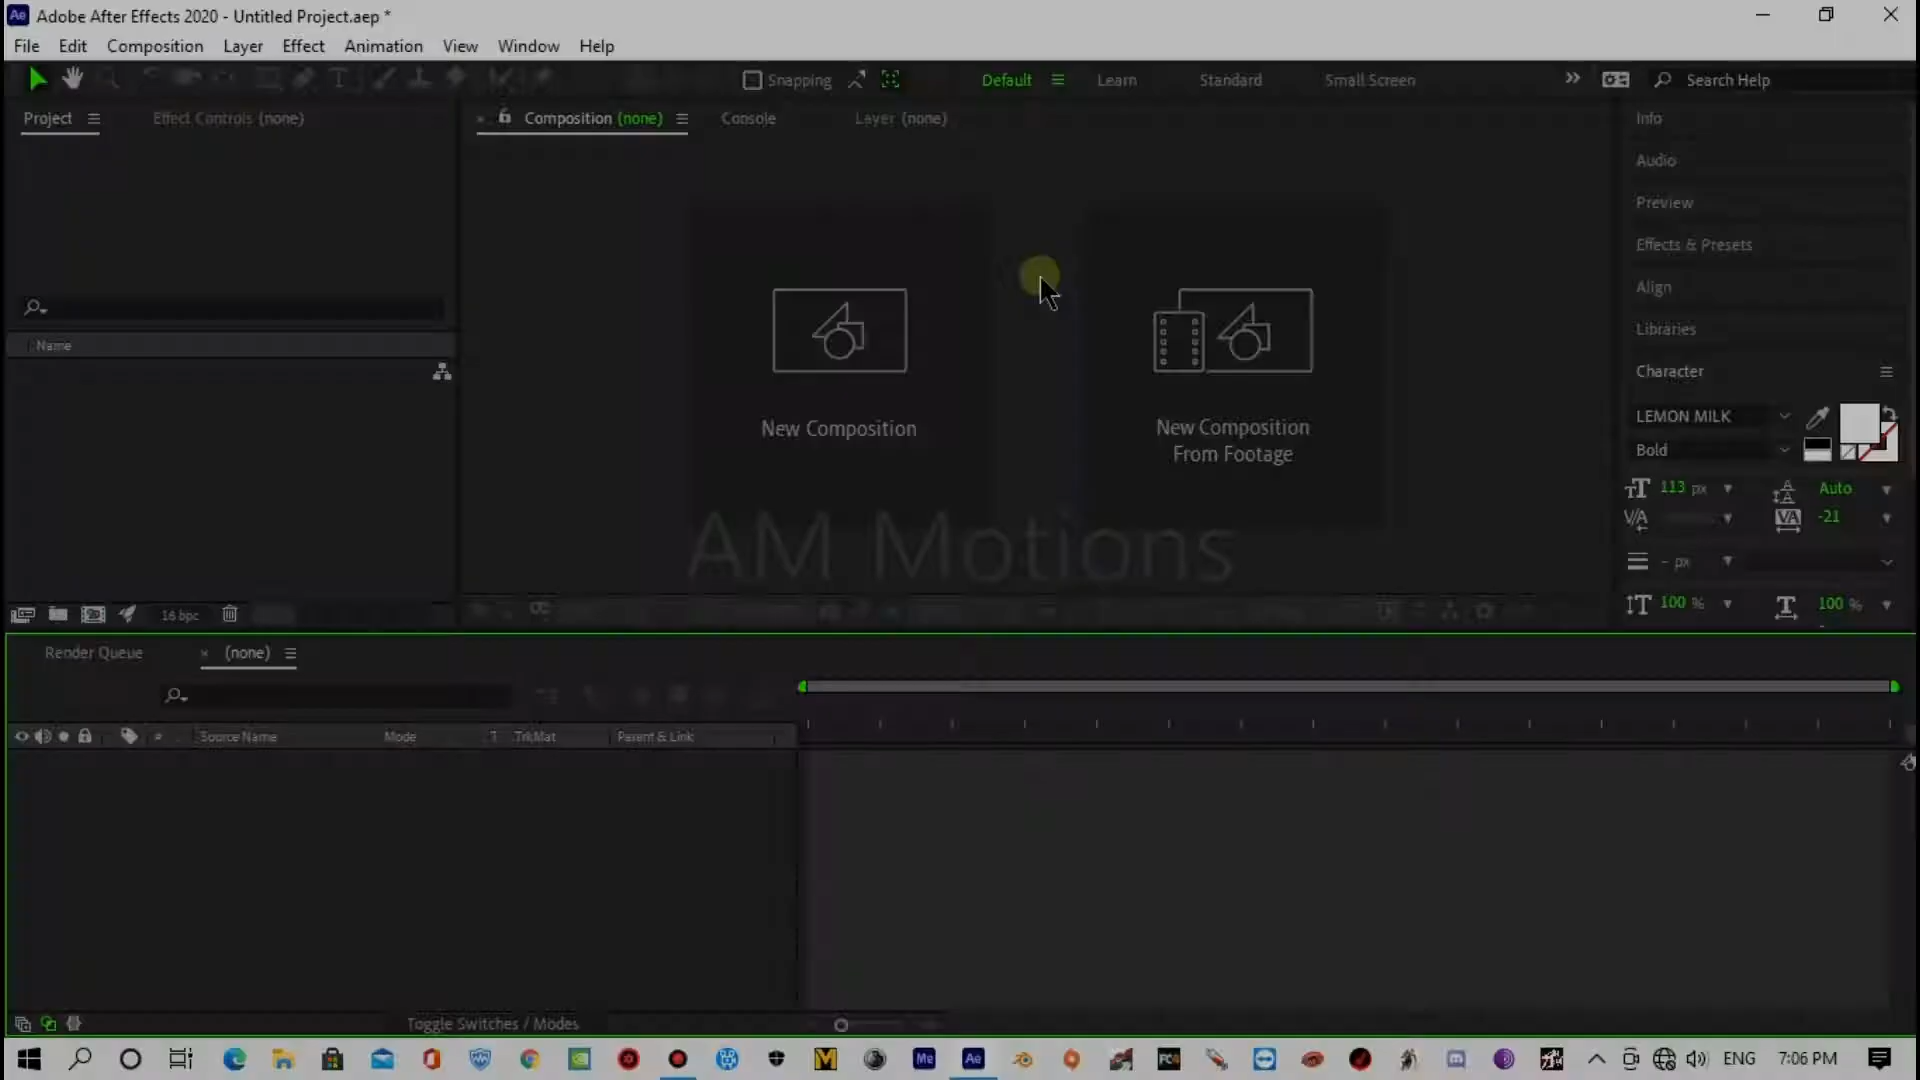 Adobe After Effects 2020 - Untitled Project.aep *
File Edit Composition Layer Effect Animation View Window Help
Snapping Default Learn Standard Small Screen Search Help
Project Effect Controls (none) Composition (none) Console Layer (none)
Info
Audio
Preview
Effects & Presets
Align
Libraries
Character
Name
LEMON MILK
Bold
New Composition
New Composition
From Footage
113 px Auto
-21
- px
100 % 100 %
AM Motions
16 bpc
Render Queue (none)
# Source Name Mode T TrkMat Parent & Link
Toggle Switches / Modes
Me Ae FC4 ENG 7:06 PM